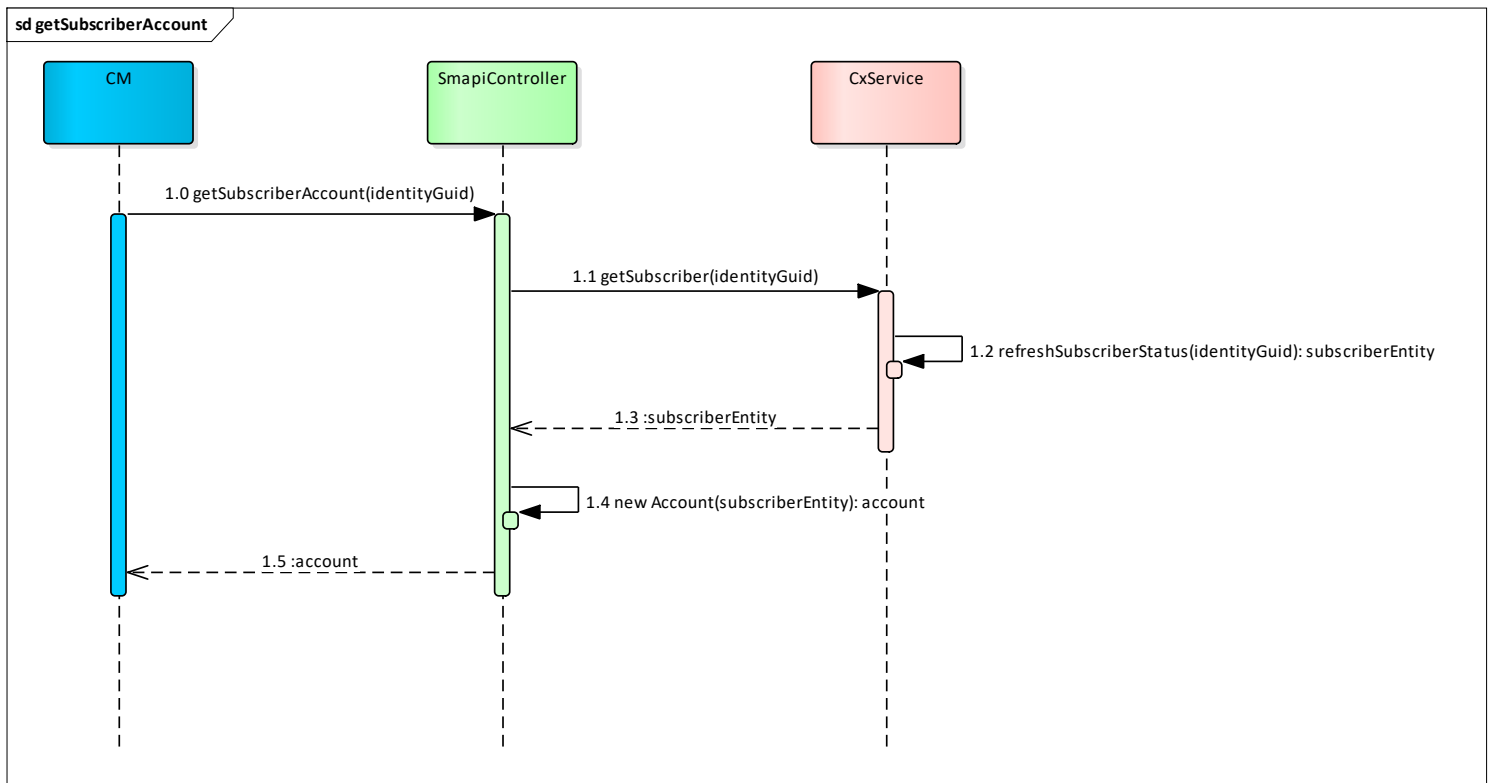 sd getSubscriberAccount
CM
SmapiController
CxService
1.0 getSubscriberAccount(identityGuid)
1.1 getSubscriber(identityGuid)
1.2 refreshSubscriberStatus(identityGuid): subscriberEntity
1.3 :subscriberEntity
1.4 new Account(subscriberEntity): account
1.5 :account